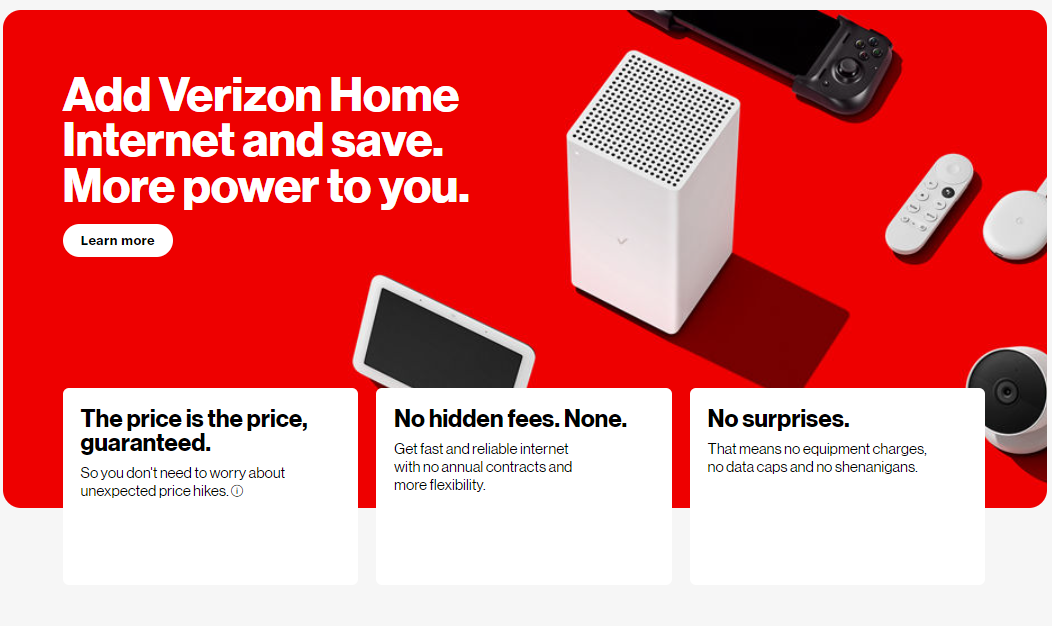 Add Verizon Home
Internet and save.
More power to you.
Learn more
The price is the price,
guaranteed.
So you don't need to worry about
unexpected price hikes. ⓘ
No hidden fees. None.
Get fast and reliable internet
with no annual contracts and
more flexibility.
No surprises.
That means no equipment charges,
no data caps and no shenanigans.